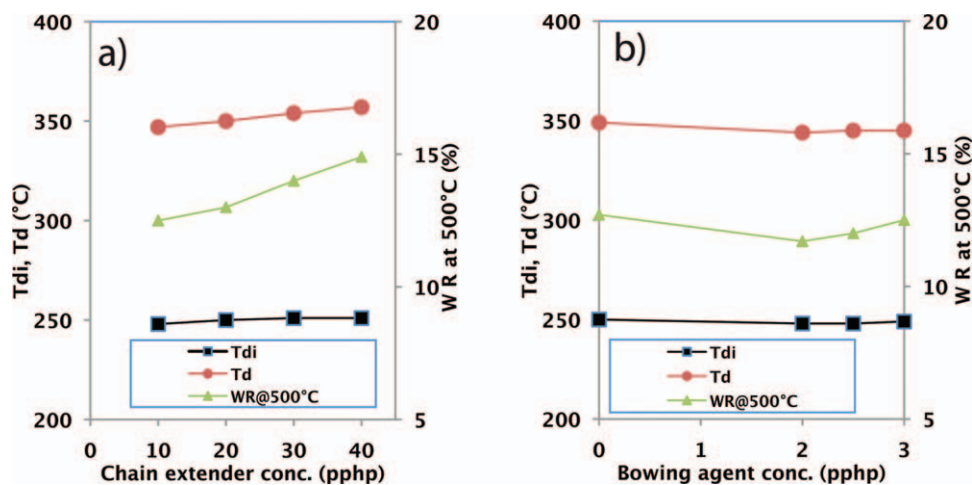 a)
400
350
300
250
200
Tdi, Td (°C)
20
15
10
5
WR at 500°C (%)
Tdi
Td
WR@500°C
0 10 20 30 40
Chain extender conc. (pphp)
b)
400
350
300
250
200
Tdi, Td (°C)
20
15
10
5
WR at 500°C (%)
Tdi
Td
WR@500°C
0 1 2 3
Bowing agent conc. (pphp)